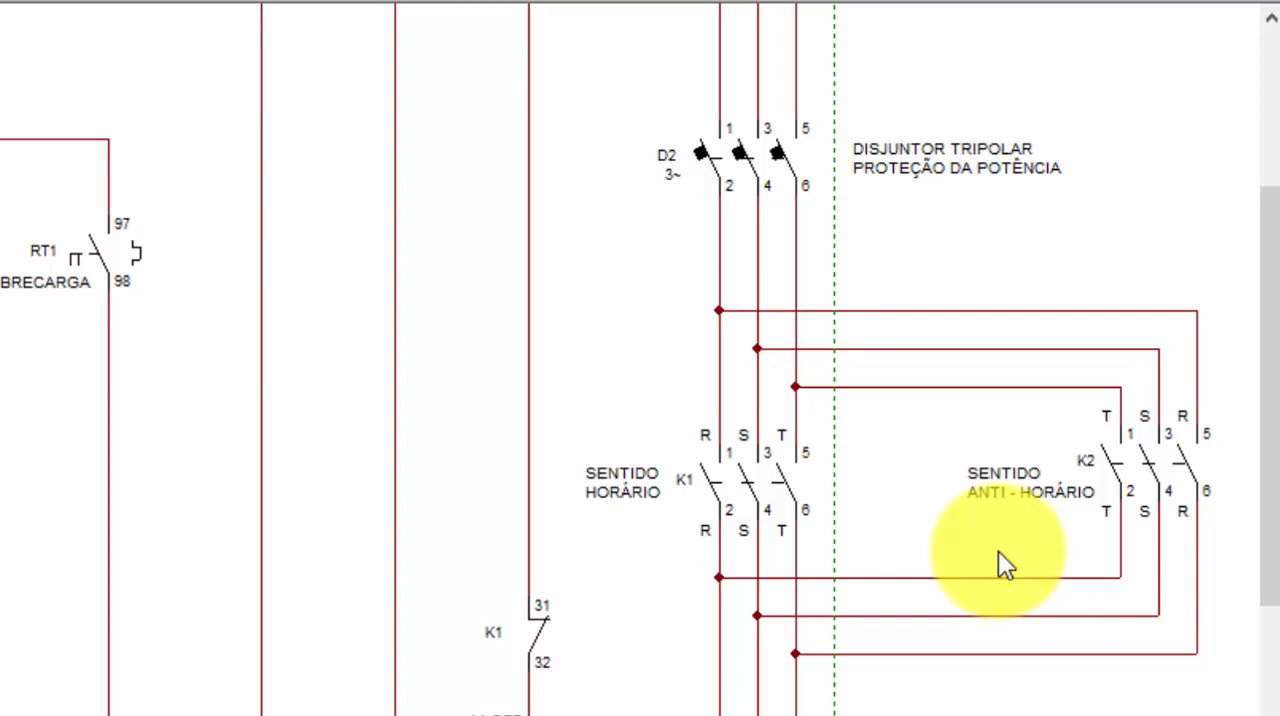 1 3 5
D2
3~
2 4 6
DISJUNTOR TRIPOLAR
PROTEÇÃO DA POTÊNCIA
97
RT1
BRECARGA 98
T S R
1 3 5
K2
2 4 6
T S R
SENTIDO
ANTI - HORÁRIO
R S T
1 3 5
SENTIDO
HORÁRIO
K1
2 4 6
R S T
31
K1
32